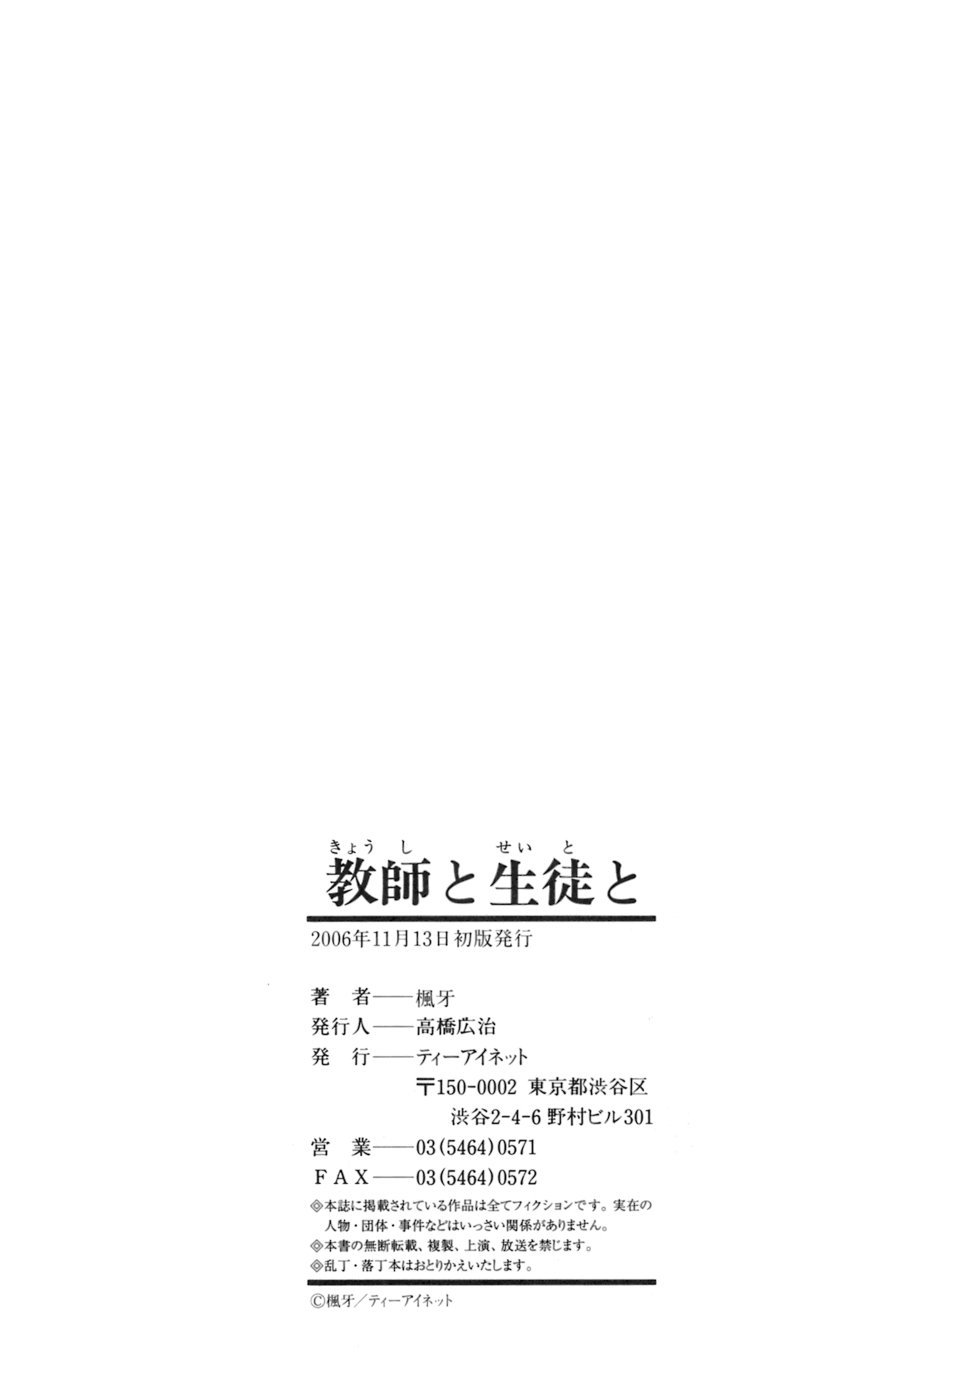 きょうし せいと
教師と生徒と
2006年11月13日初版発行
著 者――楓牙
発行人――高橋広治
発 行――ティーアイネット
〒150-0002 東京都渋谷区
渋谷2-4-6 野村ビル301
営 業――03(5464)0571
FAX――03(5464)0572
◎本誌に掲載されている作品は全てフィクションです。実在の
人物・団体・事件などはいっさい関係がありません。
◎本書の無断転載、複製、上演、放送を禁じます。
◎乱丁・落丁本はおとりかえいたします。
©楓牙／ティーアイネット